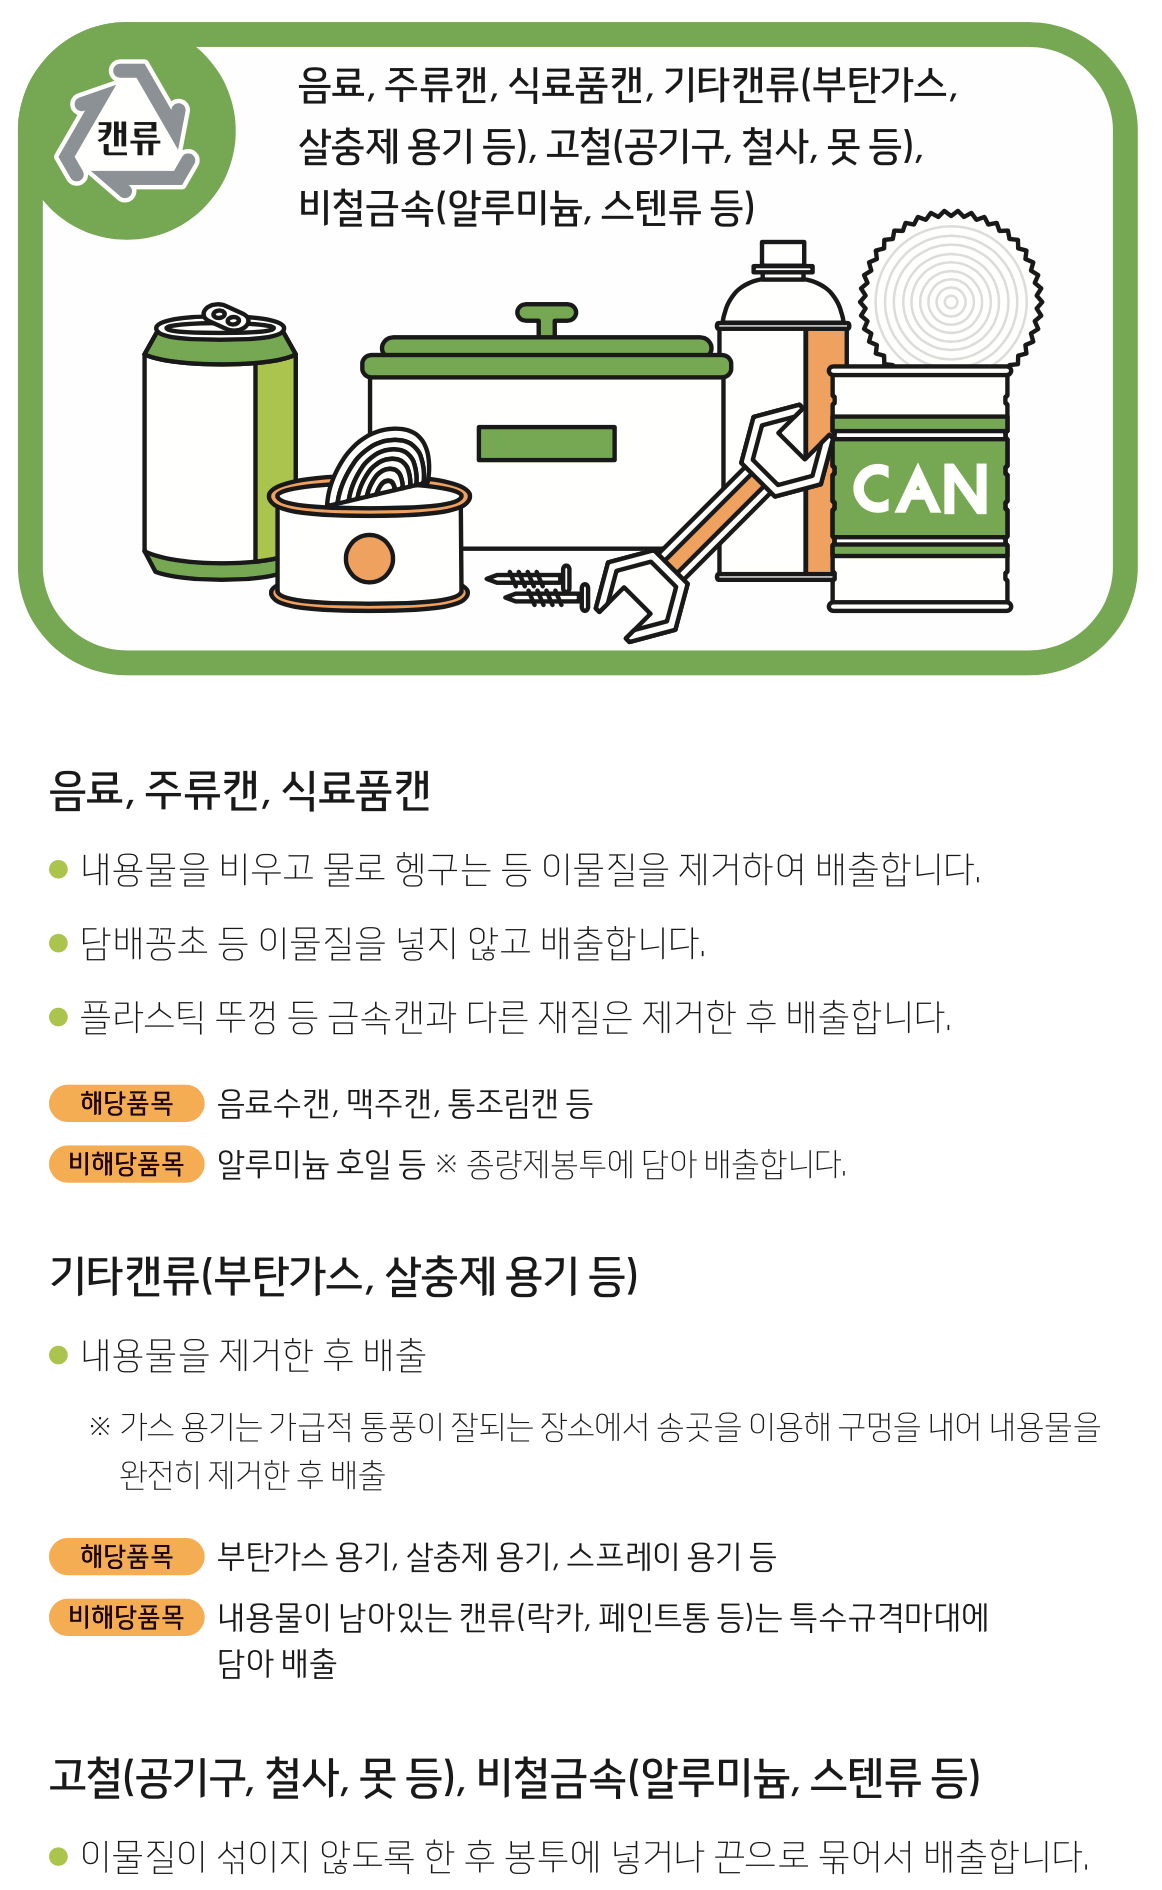 캔류
음료, 주류캔, 식료품캔, 기타캔류(부탄가스,
살충제 용기 등), 고철(공기구, 철사, 못 등),
비철금속(알루미늄, 스텐류 등)
CAN
음료, 주류캔, 식료품캔
내용물을 비우고 물로 헹구는 등 이물질을 제거하여 배출합니다.
담배꽁초 등 이물질을 넣지 않고 배출합니다.
플라스틱 뚜껑 등 금속캔과 다른 재질은 제거한 후 배출합니다.
해당품목 음료수캔, 맥주캔, 통조림캔 등
비해당품목 알루미늄 호일 등 ※ 종량제봉투에 담아 배출합니다.
기타캔류(부탄가스, 살충제 용기 등)
내용물을 제거한 후 배출
※ 가스 용기는 가급적 통풍이 잘되는 장소에서 송곳을 이용해 구멍을 내어 내용물을
완전히 제거한 후 배출
해당품목 부탄가스 용기, 살충제 용기, 스프레이 용기 등
비해당품목 내용물이 남아있는 캔류(락카, 페인트통 등)는 특수규격마대에
담아 배출
고철(공기구, 철사, 못 등), 비철금속(알루미늄, 스텐류 등)
이물질이 섞이지 않도록 한 후 봉투에 넣거나 끈으로 묶어서 배출합니다.